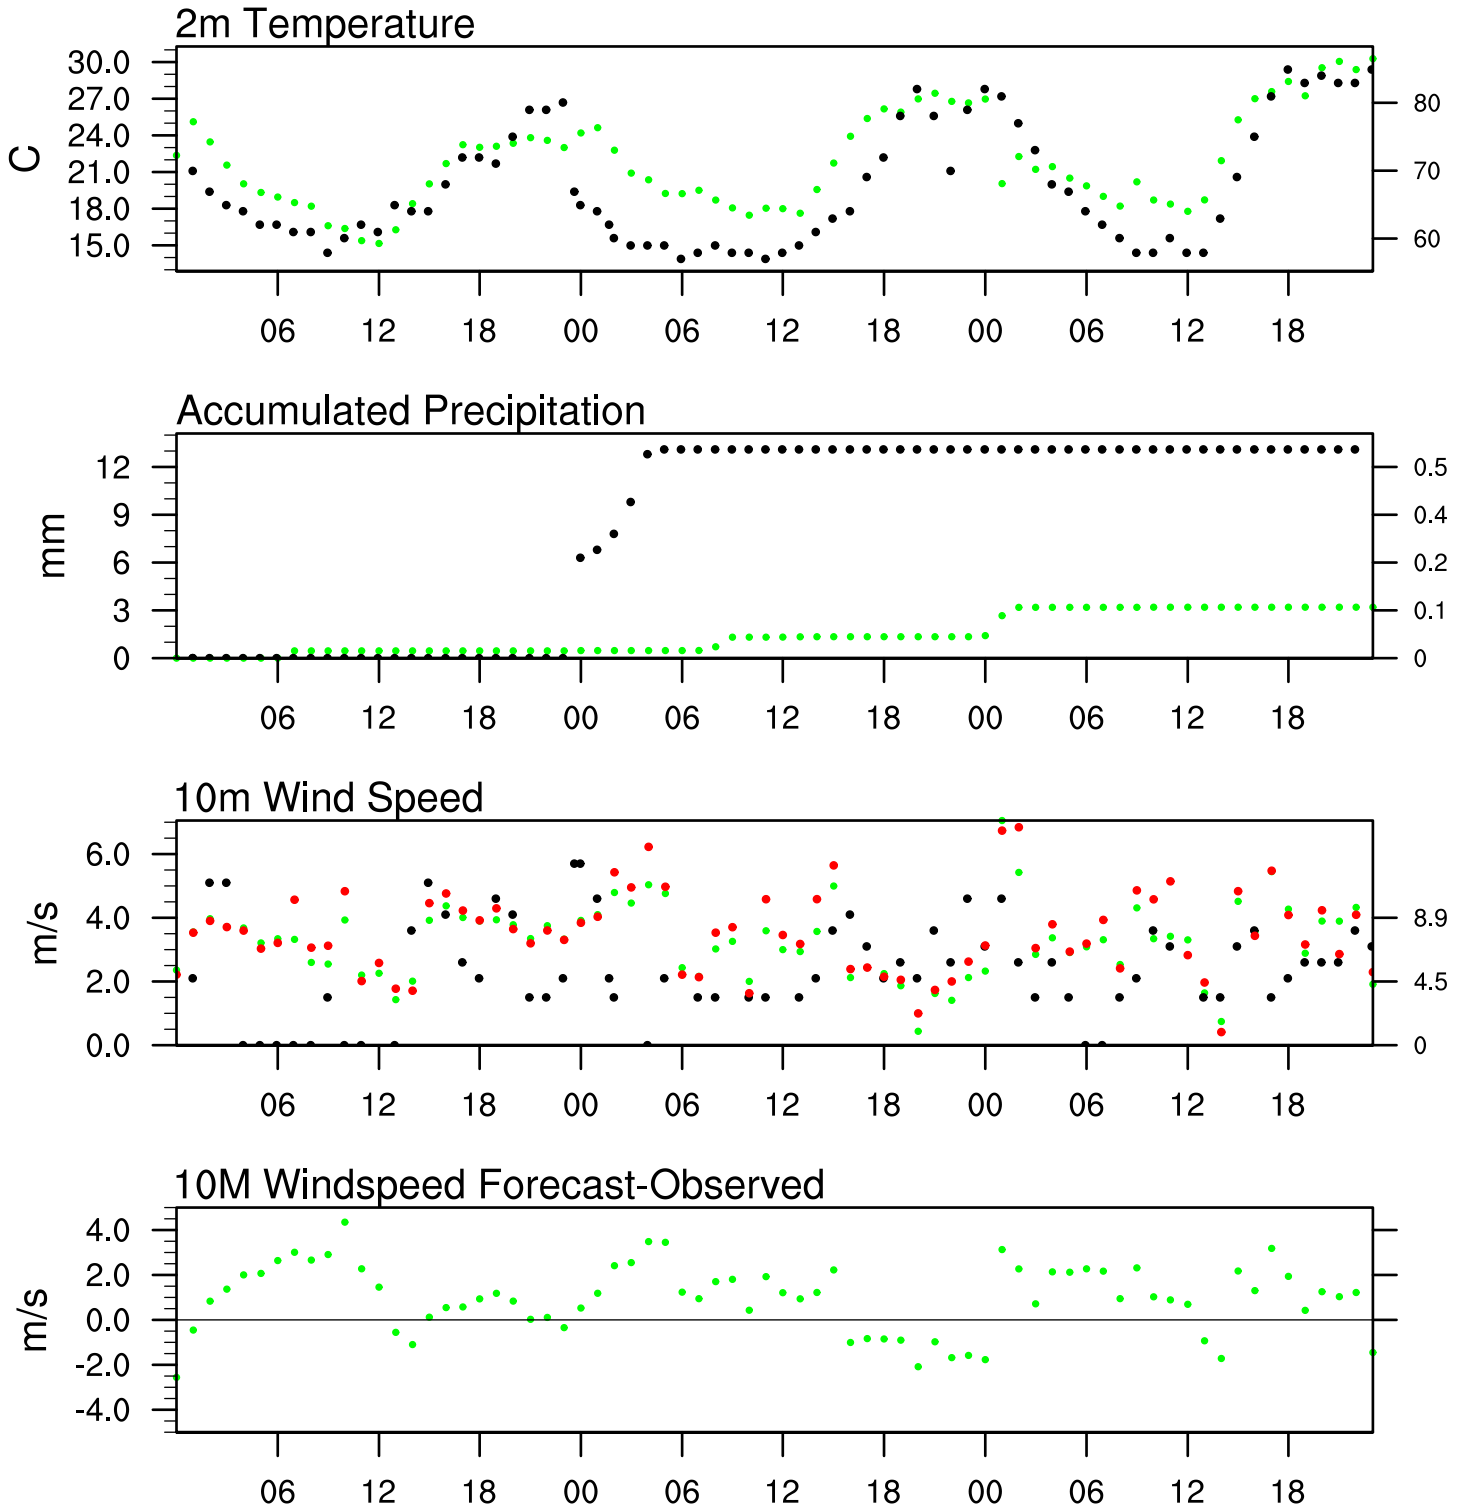 2m Temperature
30.0
27.0
24.0
21.0
18.0
15.0
C
80
70
60
06 12 18 00 06 12 18 00 06 12 18
Accumulated Precipitation
12
9
6
3
0
mm
0.5
0.4
0.2
0.1
0
06 12 18 00 06 12 18 00 06 12 18
10m Wind Speed
6.0
4.0
2.0
0.0
m/s
8.9
4.5
0
06 12 18 00 06 12 18 00 06 12 18
10M Windspeed Forecast-Observed
4.0
2.0
0.0
-2.0
-4.0
m/s
06 12 18 00 06 12 18 00 06 12 18